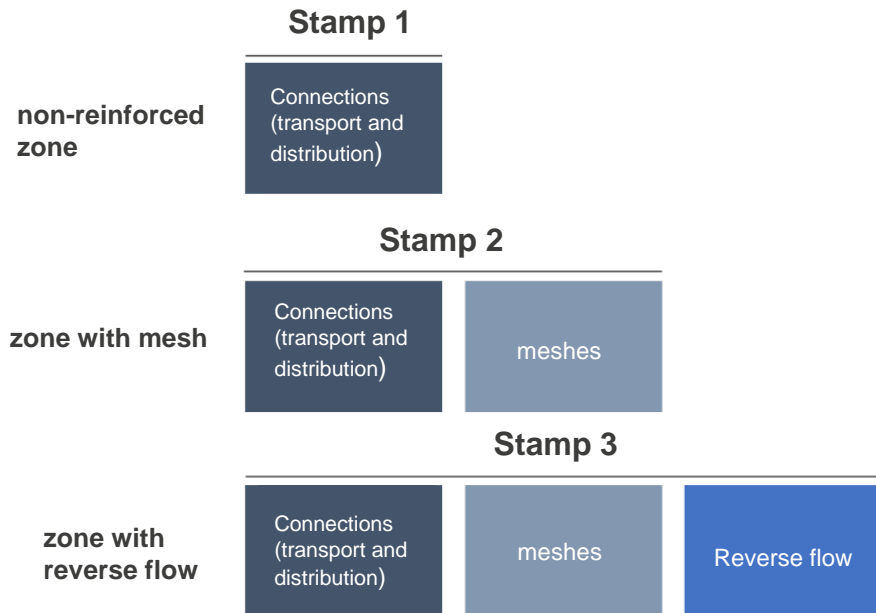 Stamp 1
non-reinforced
zone
Connections
(transport and
distribution)
Stamp 2
zone with mesh
Connections
(transport and
distribution)
meshes
Stamp 3
zone with
reverse flow
Connections
(transport and
distribution)
meshes
Reverse flow